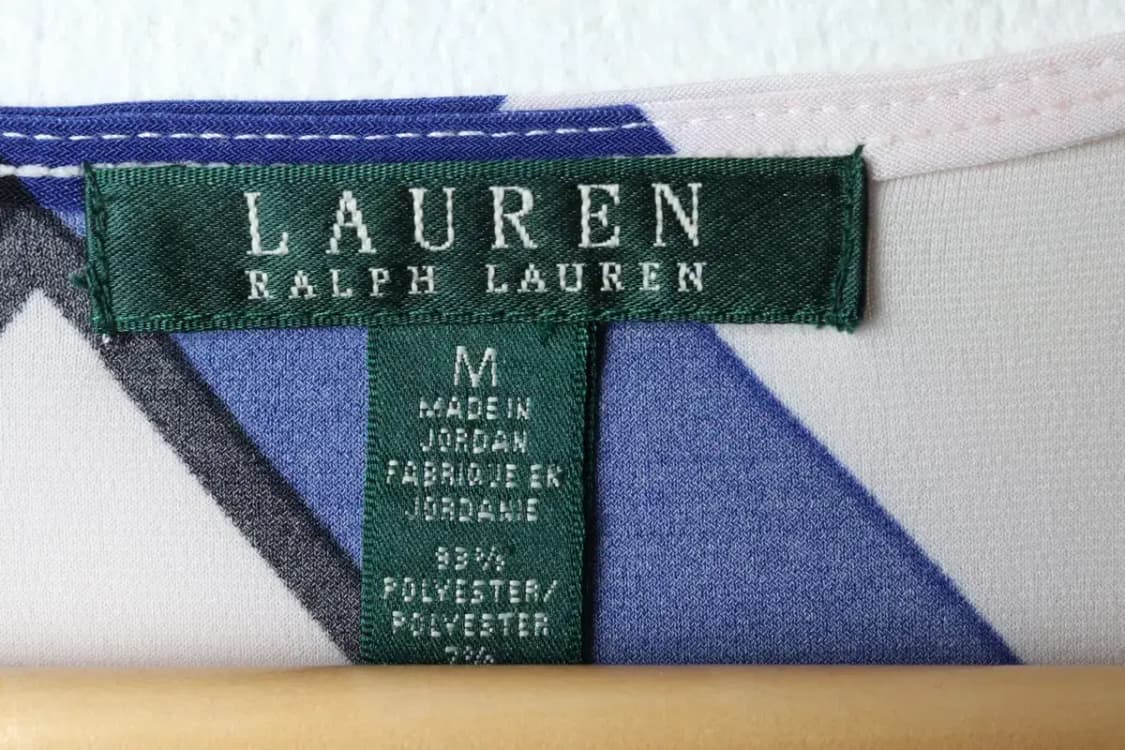 LAUREN
RALPH LAUREN
M
MADE IN
JORDAN
FABRIQUE EN
JORDANIE
93%
POLYESTER/
POLYESTER
7%